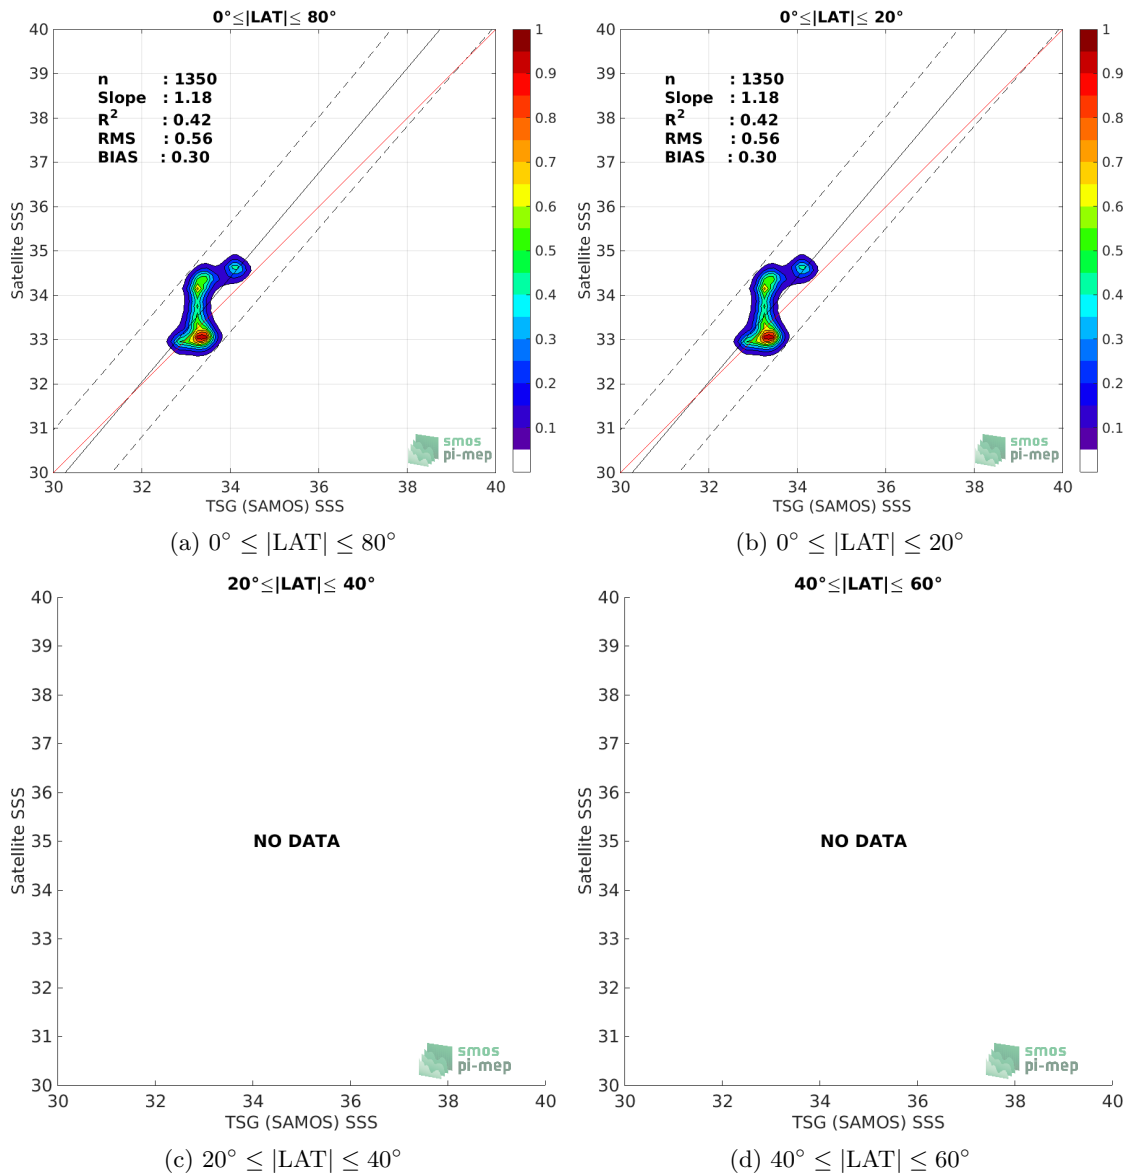 0°≤|LAT|≤ 80°
40
39
38
37
36
35
34
33
32
31
30
30
32
34
36
38
40
Satellite SSS
TSG (SAMOS) SSS
n : 1350
Slope : 1.18
R² : 0.42
RMS : 0.56
BIAS : 0.30
1
0.9
0.8
0.7
0.6
0.5
0.4
0.3
0.2
0.1
smos
pi-mep
(a) 0° ≤ |LAT| ≤ 80°
0°≤|LAT|≤ 20°
40
39
38
37
36
35
34
33
32
31
30
30
32
34
36
38
40
Satellite SSS
TSG (SAMOS) SSS
n : 1350
Slope : 1.18
R² : 0.42
RMS : 0.56
BIAS : 0.30
1
0.9
0.8
0.7
0.6
0.5
0.4
0.3
0.2
0.1
smos
pi-mep
(b) 0° ≤ |LAT| ≤ 20°
20°≤|LAT|≤ 40°
40
39
38
37
36
35
34
33
32
31
30
30
32
34
36
38
40
Satellite SSS
TSG (SAMOS) SSS
NO DATA
smos
pi-mep
(c) 20° ≤ |LAT| ≤ 40°
40°≤|LAT|≤ 60°
40
39
38
37
36
35
34
33
32
31
30
30
32
34
36
38
40
Satellite SSS
TSG (SAMOS) SSS
NO DATA
smos
pi-mep
(d) 40° ≤ |LAT| ≤ 60°